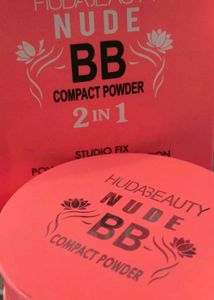 HUDABEAUTY
NUDE
BB
COMPACT POWDER
2 IN 1
STUDIO FIX
HUDABEAUTY
NUDE
BB
COMPACT POWDER